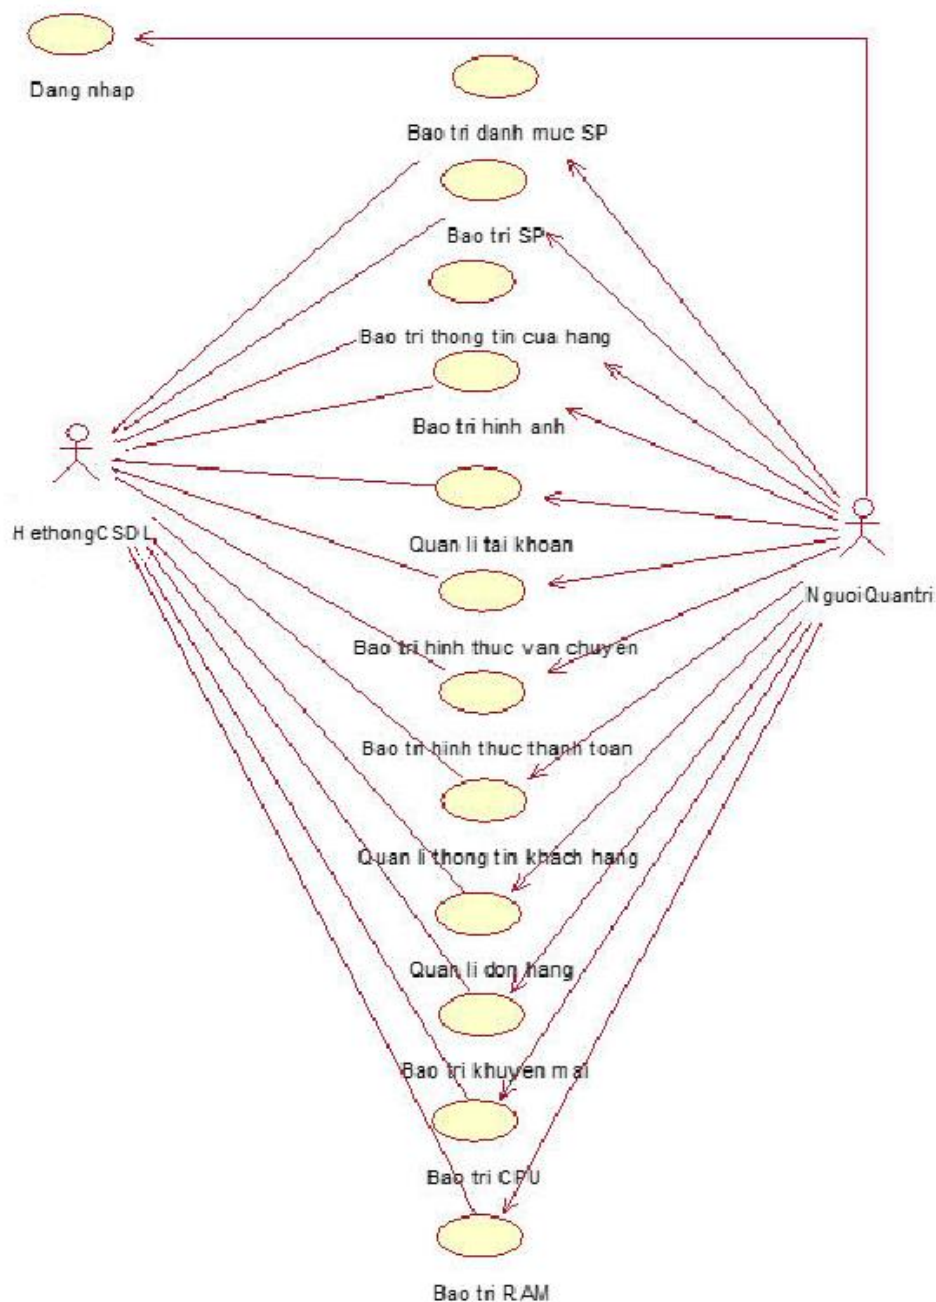 Dang nhap
Bao tri danh muc SP
Bao tri SP
Bao tri thong tin cua hang
Bao tri hinh anh
HethongCSDL
Quan li tai khoan
NguoiQuantri
Bao tri hinh thuc van chuyen
Bao tri hinh thuc thanh toan
Quan li thong tin khach hang
Quan li don hang
Bao tri khuyen mai
Bao tri CPU
Bao tri RAM